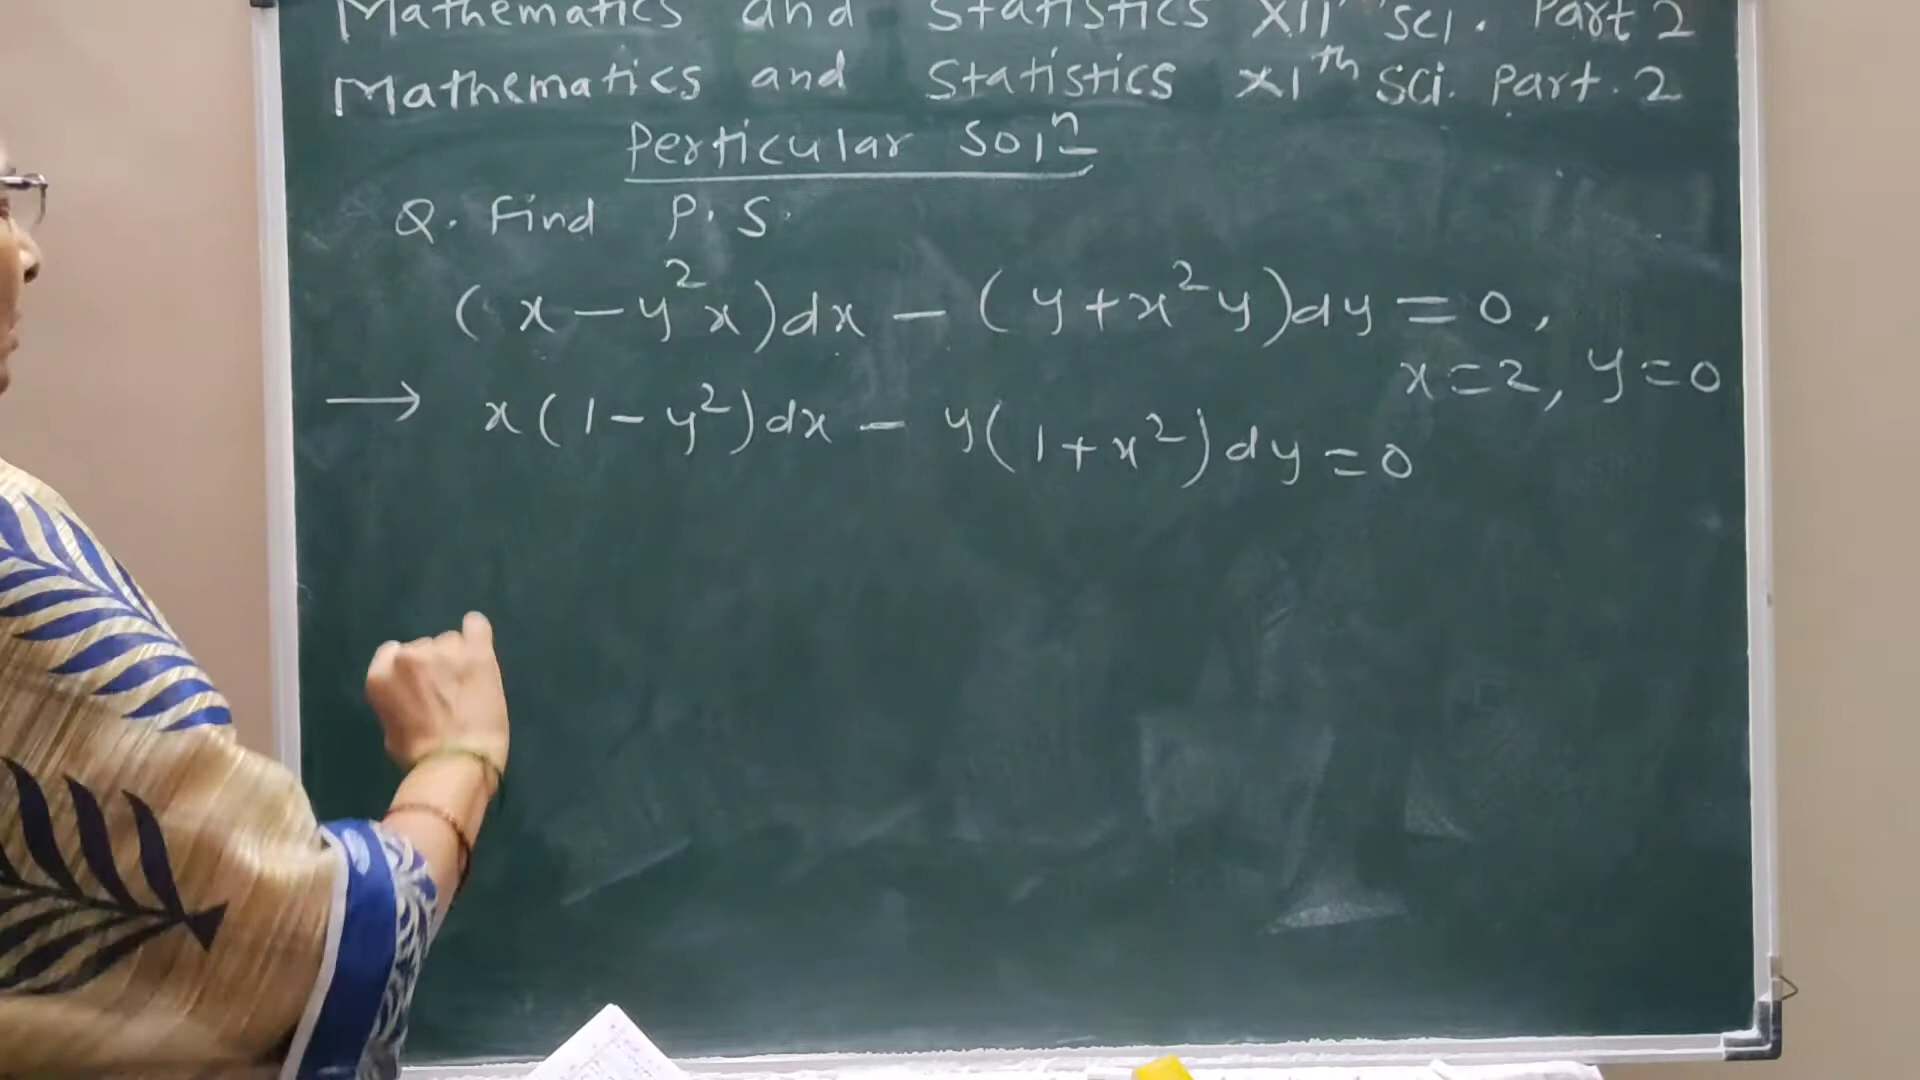 Mathematics and Statistics XIIth Sci. Part 2
Mathematics and Statistics XIth Sci. Part. 2
Perticular Solⁿ
Q. Find P.S.
(x - y²x)dx - (y + x²y)dy = 0,
x = 2, y = 0
→ x(1 - y²)dx - y(1 + x²)dy = 0